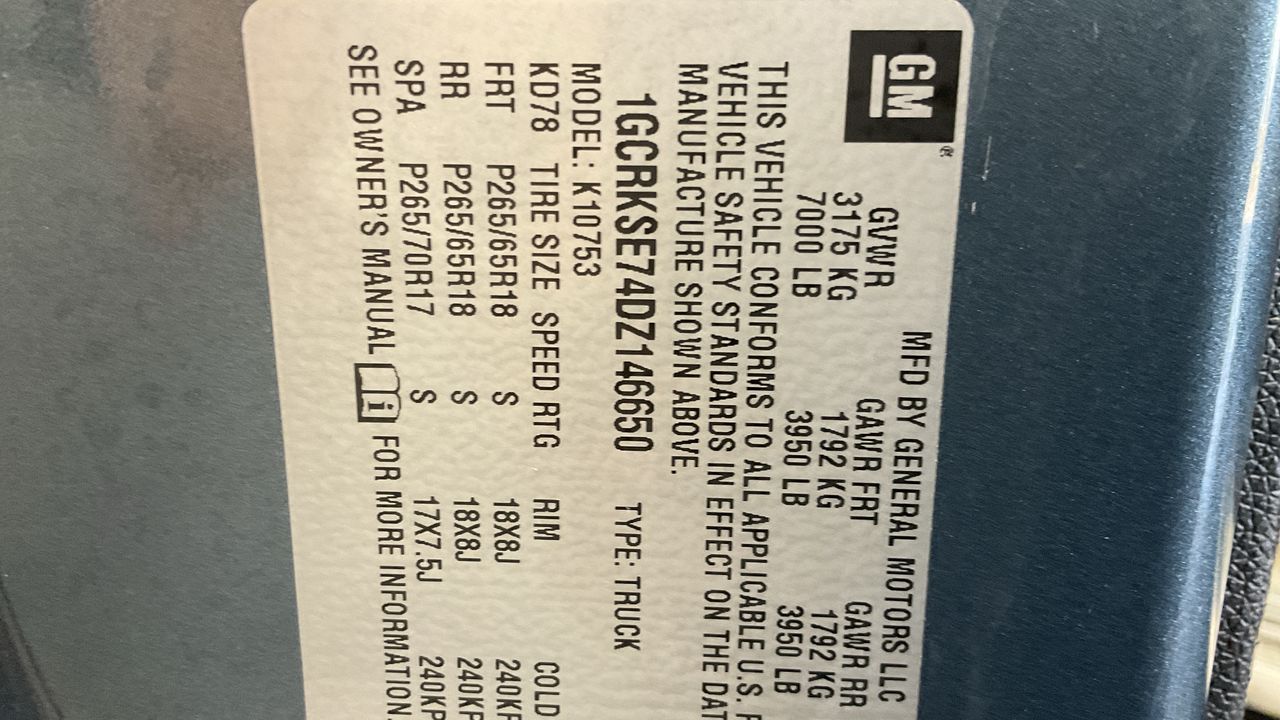 GM
MFD BY GENERAL MOTORS LLC
GVWR GAWR FRT GAWR RR
3175 KG 1792 KG 1792 KG
7000 LB 3950 LB 3950 LB
THIS VEHICLE CONFORMS TO ALL APPLICABLE U.S.
VEHICLE SAFETY STANDARDS IN EFFECT ON THE DAT
MANUFACTURE SHOWN ABOVE.
1GCRKSE74DZ146650 TYPE: TRUCK
MODEL: K10753
KD78 TIRE SIZE SPEED RTG RIM COLD
FRT P265/65R18 S 18X8J 240KP
RR P265/65R18 S 18X8J 240KP
SPA P265/70R17 S 17X7.5J 240KP
SEE OWNER'S MANUAL i FOR MORE INFORMATION.